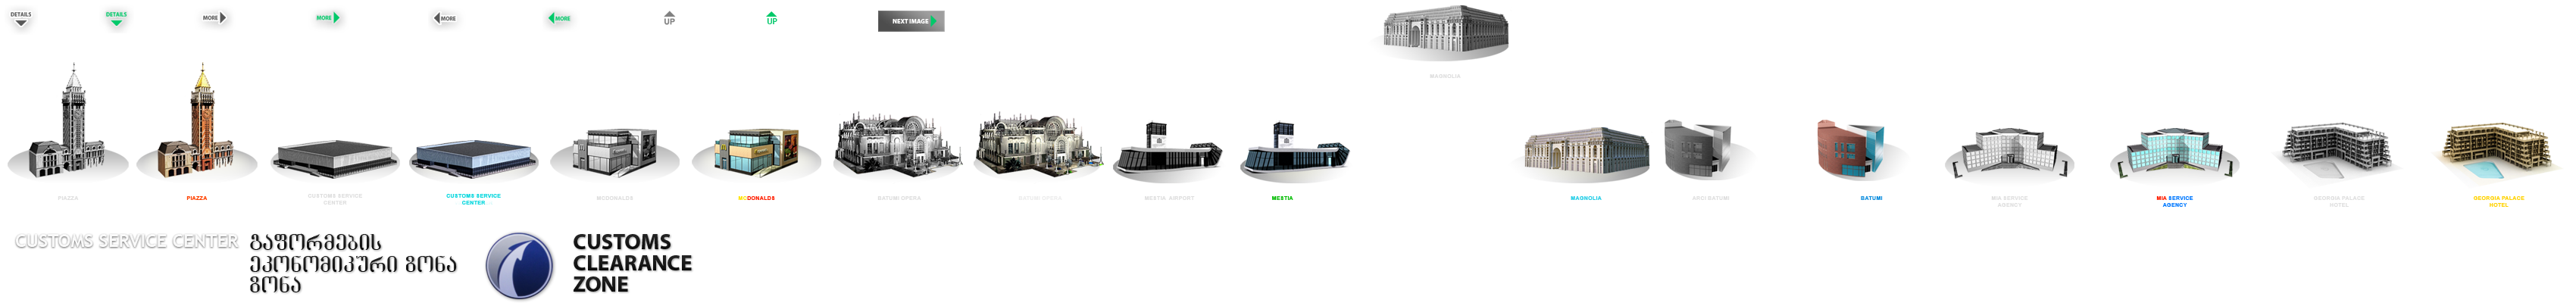 DETAILS
DETAILS
MORE
MORE
MORE
MORE
UP
UP
NEXT IMAGE
MAGNOLIA
PIAZZA
PIAZZA
CUSTOMS SERVICE
CENTER
CUSTOMS SERVICE
CENTER
MCDONALDS
MCDONALDS
BATUMI OPERA
BATUMI OPERA
MESTIA AIRPORT
MESTIA
MAGNOLIA
ARCI BATUMI
BATUMI
MIA SERVICE
AGENCY
MIA SERVICE
AGENCY
GEORGIA PALACE
HOTEL
GEORGIA PALACE
HOTEL
CUSTOMS SERVICE CENTER
გაფორმების
ეკონომიკური ზონა
ზონა
CUSTOMS
CLEARANCE
ZONE